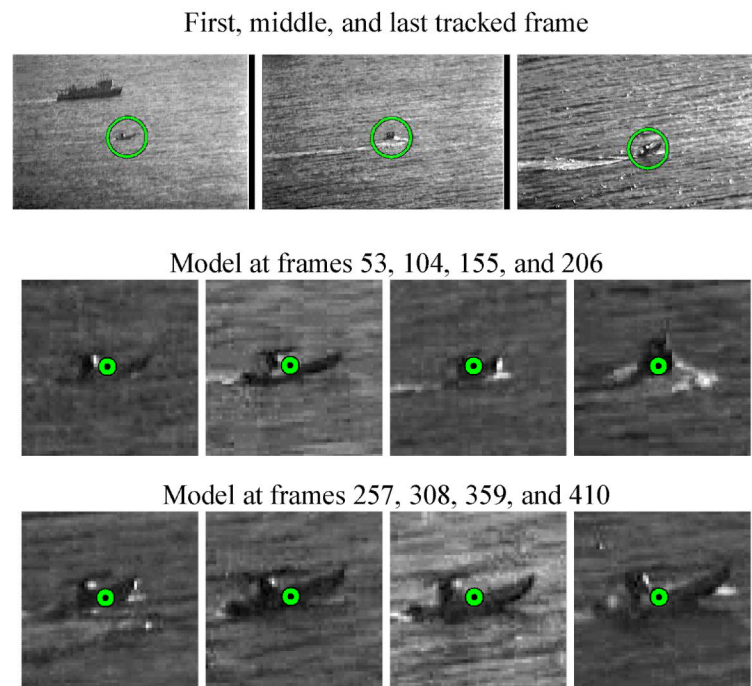 First, middle, and last tracked frame
Model at frames 53, 104, 155, and 206
Model at frames 257, 308, 359, and 410